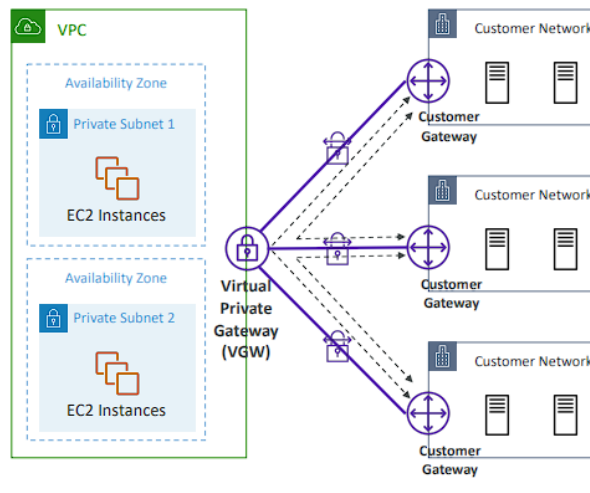 VPC
Availability Zone
Private Subnet 1
EC2 Instances
Availability Zone
Private Subnet 2
EC2 Instances
Virtual
Private
Gateway
(VGW)
Customer Network
Customer
Gateway
Customer Network
Customer
Gateway
Customer Network
Customer
Gateway